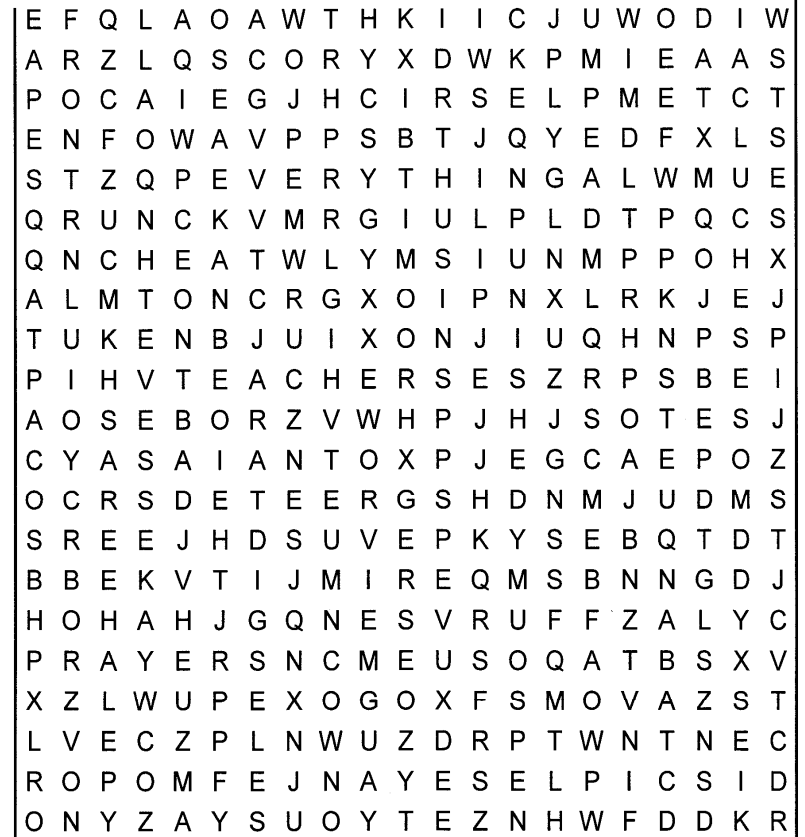 E F Q L A O A W T H K I I C J U W O D I W
A R Z L Q S C O R Y X D W K P M I E A A S
P O C A I E G J H C I R S E L P M E T C T
E N F O W A V P P S B T J Q Y E D F X L S
S T Z Q P E V E R Y T H I N G A L W M U E
Q R U N C K V M R G I U L P L D T P Q C S
Q N C H E A T W L Y M S I U N M P P O H X
A L M T O N C R G X O I P N X L R K J E J
T U K E N B J U I X O N J I U Q H N P S P
P I H V T E A C H E R S E S Z R P S B E I
A O S E B O R Z V W H P J H J S O T E S J
C Y A S A I A N T O X P J E G C A E P O Z
O C R S D E T E E R G S H D N M J U D M S
S R E E J H D S U V E P K Y S E B Q T D T
B B E K V T I J M I R E Q M S B N N G D J
H O H A H J G Q N E S V R U F F Z A L Y C
P R A Y E R S N C M E U S O Q A T B S X V
X Z L W U P E X O G O X F S M O V A Z S T
L V E C Z P L N W U Z D R P T W N T N E C
R O P O M F E J N A Y E S E L P I C S I D
O N Y Z A Y S U O Y T E Z N H W F D D K R